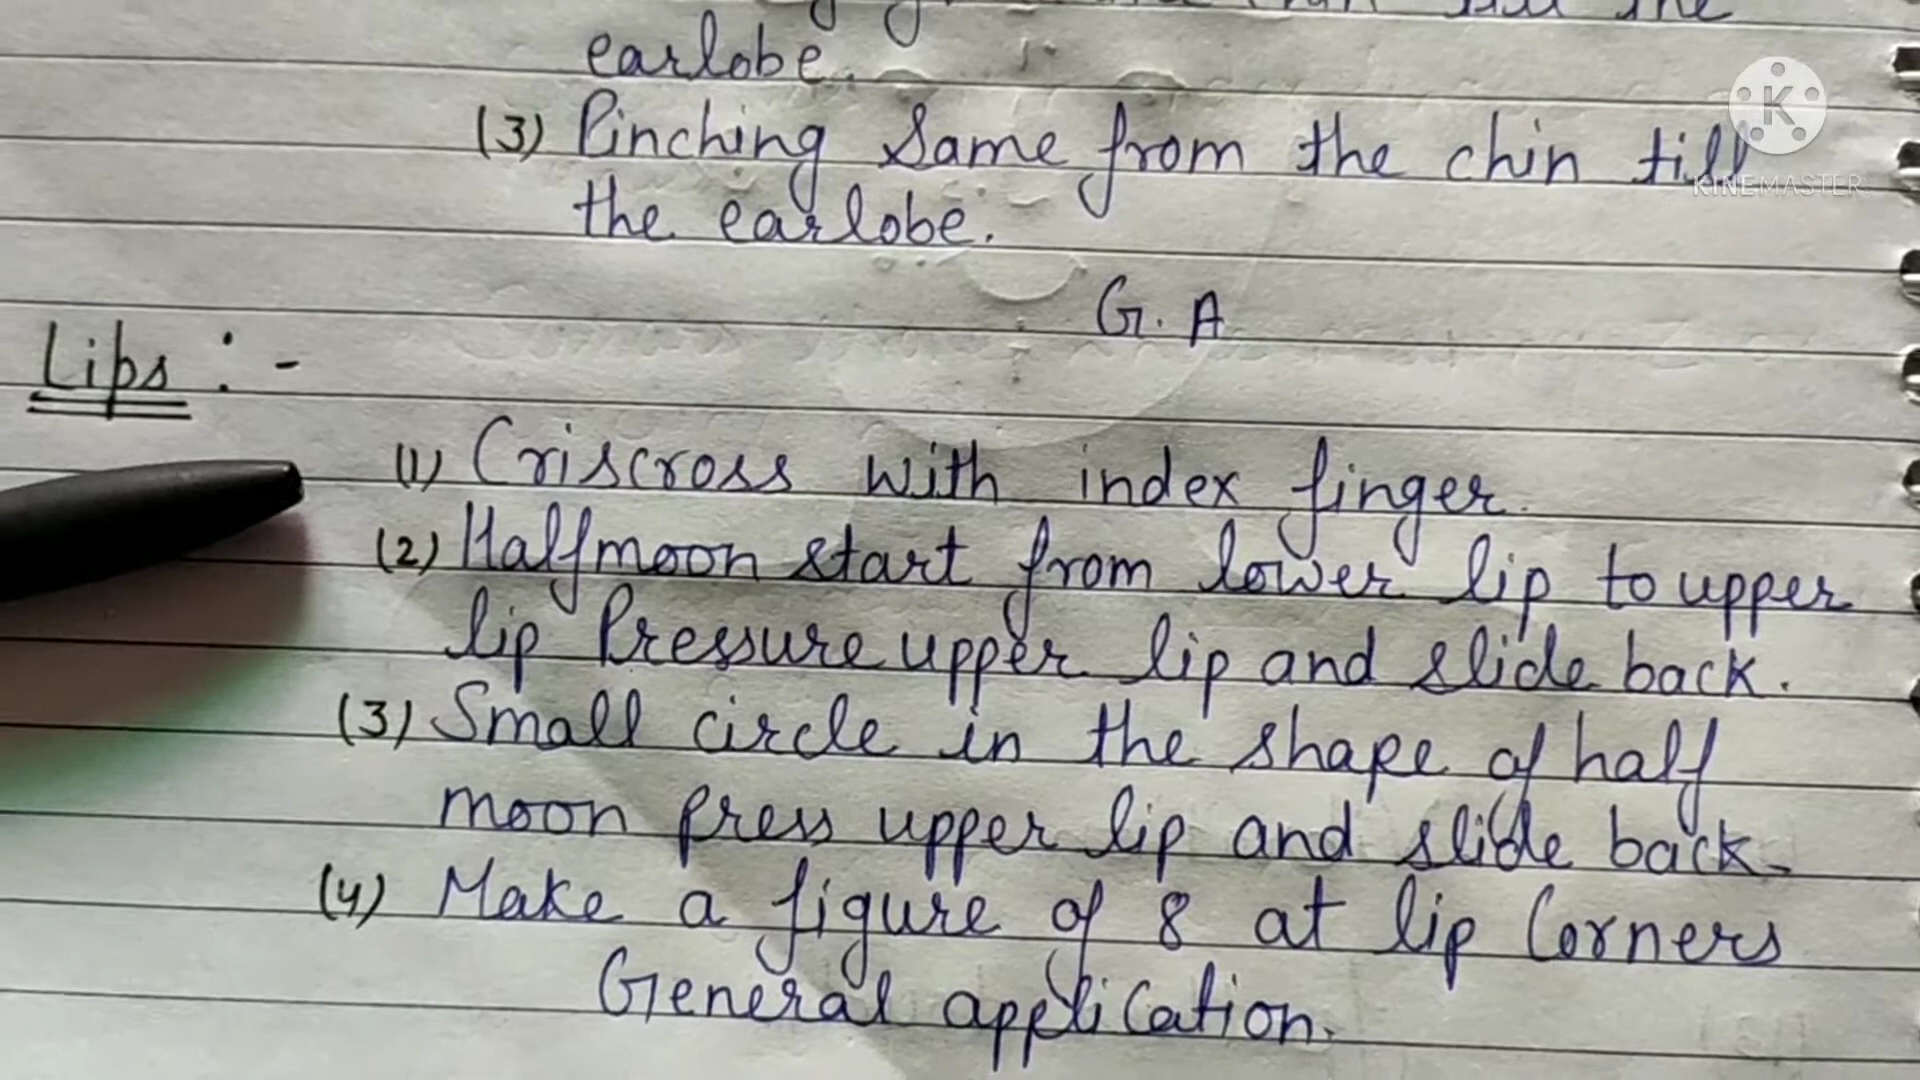 the
earlobe.
(3) Pinching Same from the chin till
the earlobe.
G. A
Lips : -
(1) Criscross with index finger.
(2) Halfmoon start from lower lip to upper
lip Pressure upper lip and slide back.
(3) Small circle in the shape of half
moon press upper lip and slide back.
(4) Make a figure of 8 at lip Corners
General application.
K
KINEMASTER